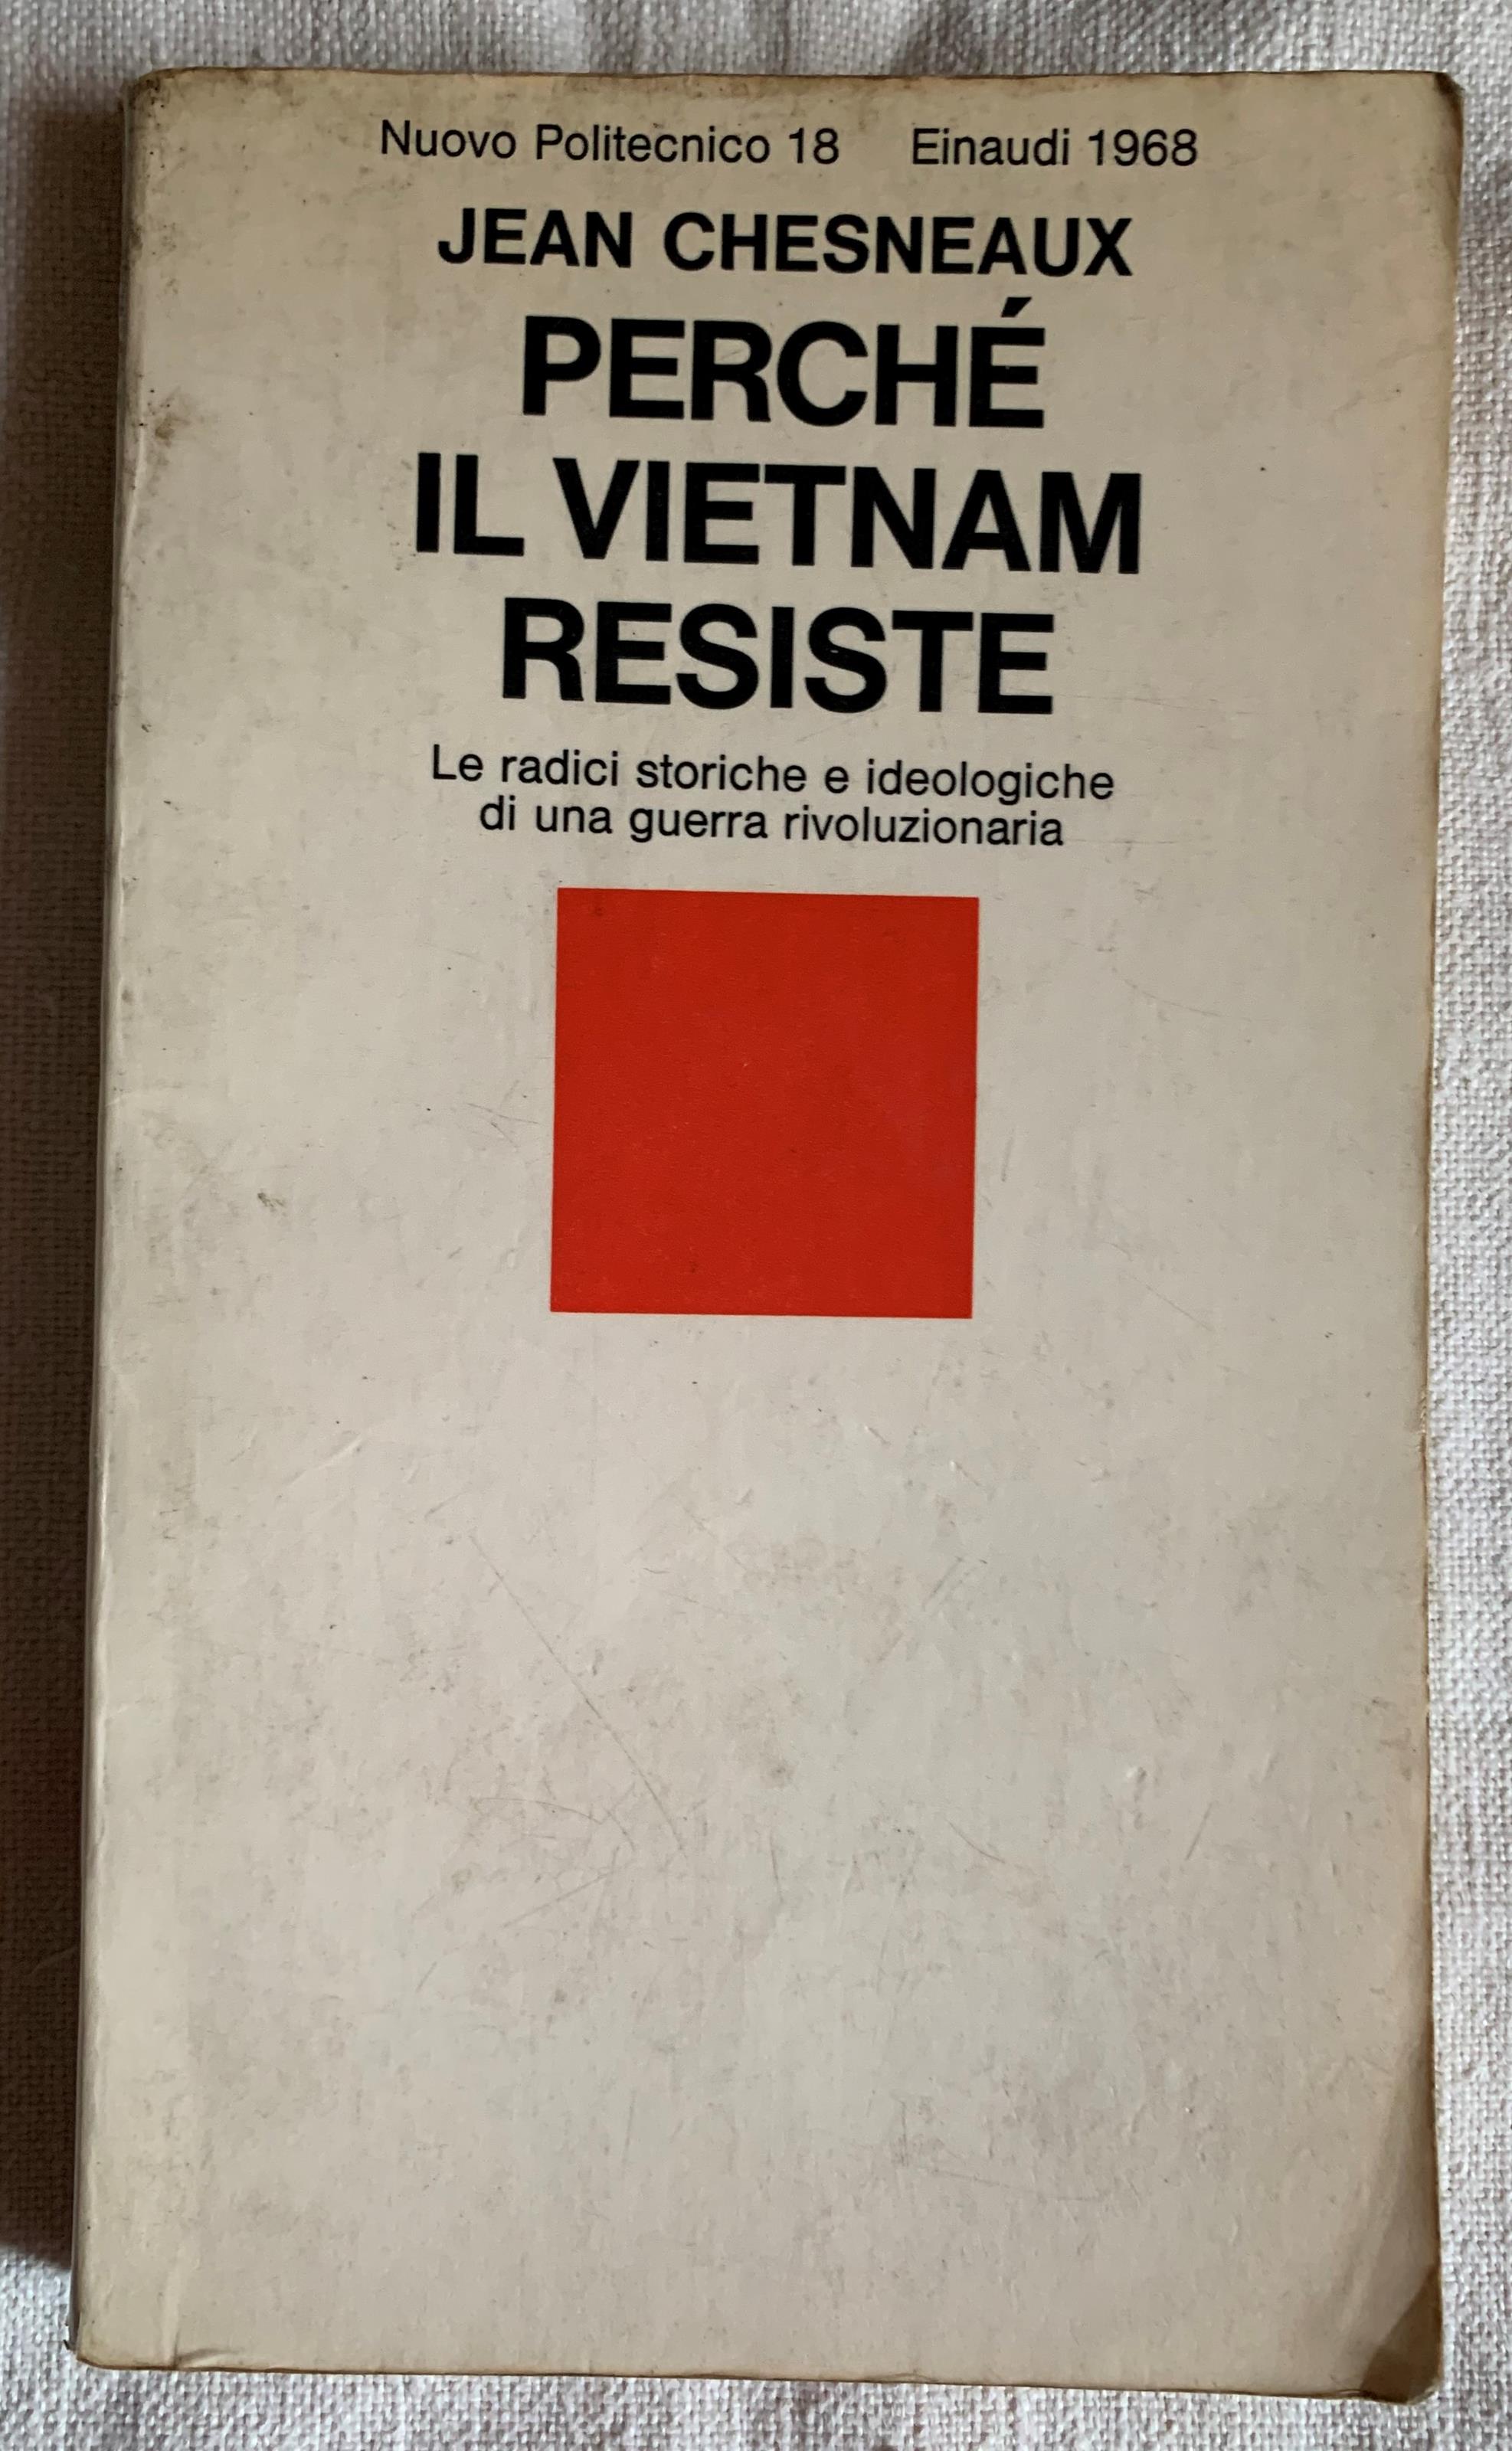 Nuovo Politecnico 18 Einaudi 1968
JEAN CHESNEAUX
PERCHÉ
IL VIETNAM
RESISTE
Le radici storiche e ideologiche
di una guerra rivoluzionaria